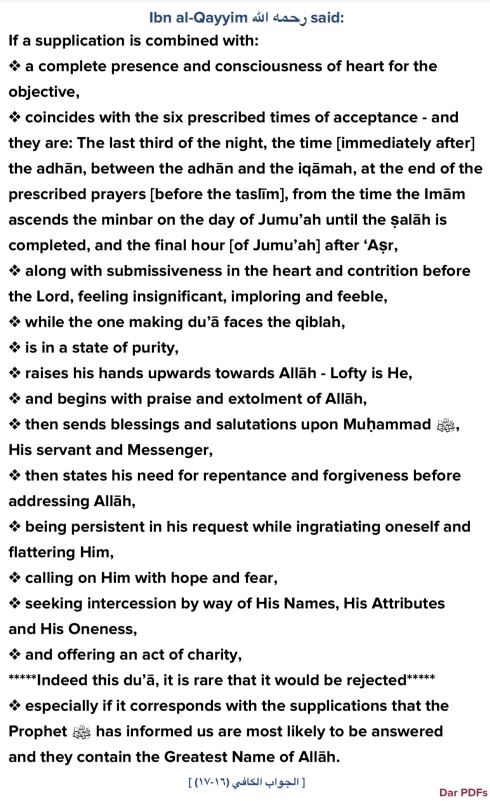 Ibn al-Qayyim رحمه الله said:
If a supplication is combined with:
❖ a complete presence and consciousness of heart for the
objective,
❖ coincides with the six prescribed times of acceptance - and
they are: The last third of the night, the time [immediately after]
the adhān, between the adhān and the iqāmah, at the end of the
prescribed prayers [before the taslīm], from the time the Imām
ascends the minbar on the day of Jumu’ah until the ṣalāh is
completed, and the final hour [of Jumu’ah] after ‘Aṣr,
❖ along with submissiveness in the heart and contrition before
the Lord, feeling insignificant, imploring and feeble,
❖ while the one making du’ā faces the qiblah,
❖ is in a state of purity,
❖ raises his hands upwards towards Allāh - Lofty is He,
❖ and begins with praise and extolment of Allāh,
❖ then sends blessings and salutations upon Muḥammad ﷺ,
His servant and Messenger,
❖ then states his need for repentance and forgiveness before
addressing Allāh,
❖ being persistent in his request while ingratiating oneself and
flattering Him,
❖ calling on Him with hope and fear,
❖ seeking intercession by way of His Names, His Attributes
and His Oneness,
❖ and offering an act of charity,
*****Indeed this du’ā, it is rare that it would be rejected*****
❖ especially if it corresponds with the supplications that the
Prophet ﷺ has informed us are most likely to be answered
and they contain the Greatest Name of Allāh.
[ الجواب الكافي (١٦-١٧) ]
Dar PDFs